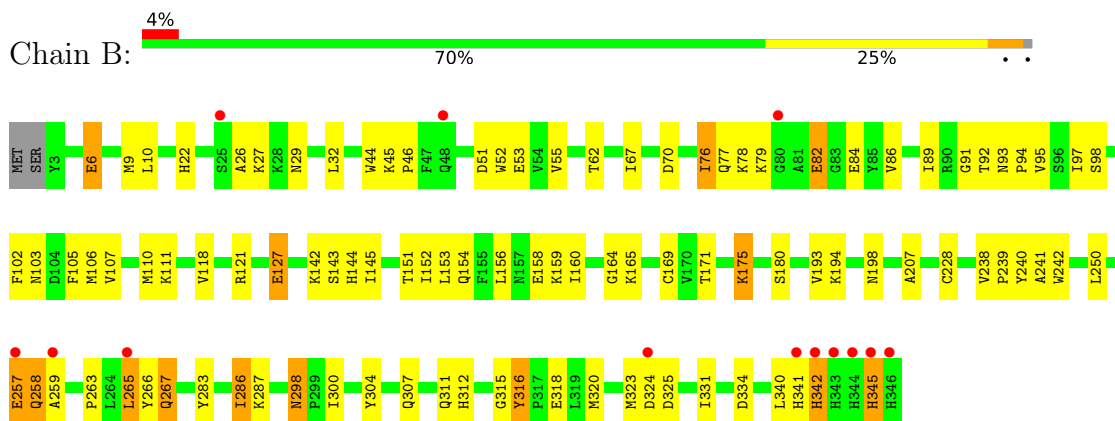 4%
Chain B:
70% 25% . .
MET SER Y3 E6 M9 L10 H22 S25 A26 K27 K28 N29 L32 W44 K45 P46 F47 Q48 D51 W52 E53 V54 V55 T62 I67 D70 I76 Q77 K78 K79 G80 A81 E82 G83 E84 Y85 V86 I89 R90 G91 T92 N93 P94 V95 S96 I97 S98
F102 N103 D104 F105 M106 V107 M110 K111 V118 R121 E127 K142 S143 H144 I145 T151 I152 L153 Q154 F155 L156 N157 E158 K159 I160 G164 K165 C169 V170 T171 K175 S180 V193 K194 N198 A207 C228 V238 P239 Y240 A241 W242 L250
E257 Q258 A259 P263 L264 L265 Y266 Q267 Y283 I286 K287 N298 P299 I300 Y304 Q307 Q311 H312 G315 Y316 P317 E318 L319 M320 M323 D324 D325 I331 D334 L340 H341 H342 H343 H344 H345 H346